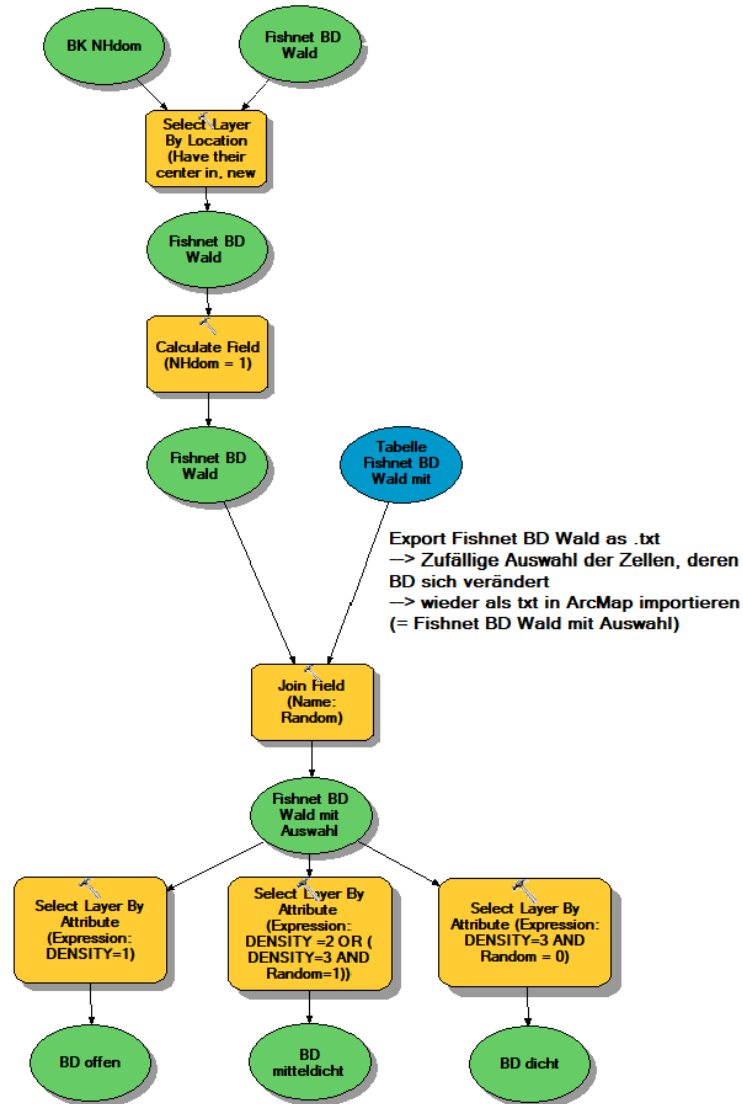 BK NHdom
Fishnet BD
Wald
Select Layer
By Location
(Have their
center in, new
Fishnet BD
Wald
Calculate Field
(NHdom = 1)
Fishnet BD
Wald
Tabelle
Fishnet BD
Wald mit
Export Fishnet BD Wald as .txt
--> Zufällige Auswahl der Zellen, deren
BD sich verändert
--> wieder als txt in ArcMap importieren
(= Fishnet BD Wald mit Auswahl)
Join Field
(Name:
Random)
Fishnet BD
Wald mit
Auswahl
Select Layer By
Attribute
(Expression:
DENSITY=1)
Select Layer By
Attribute
(Expression:
DENSITY =2 OR (
DENSITY=3 AND
Random=1))
Select Layer By
Attribute (Expression:
DENSITY=3 AND
Random = 0)
BD offen
BD
mitteldicht
BD dicht